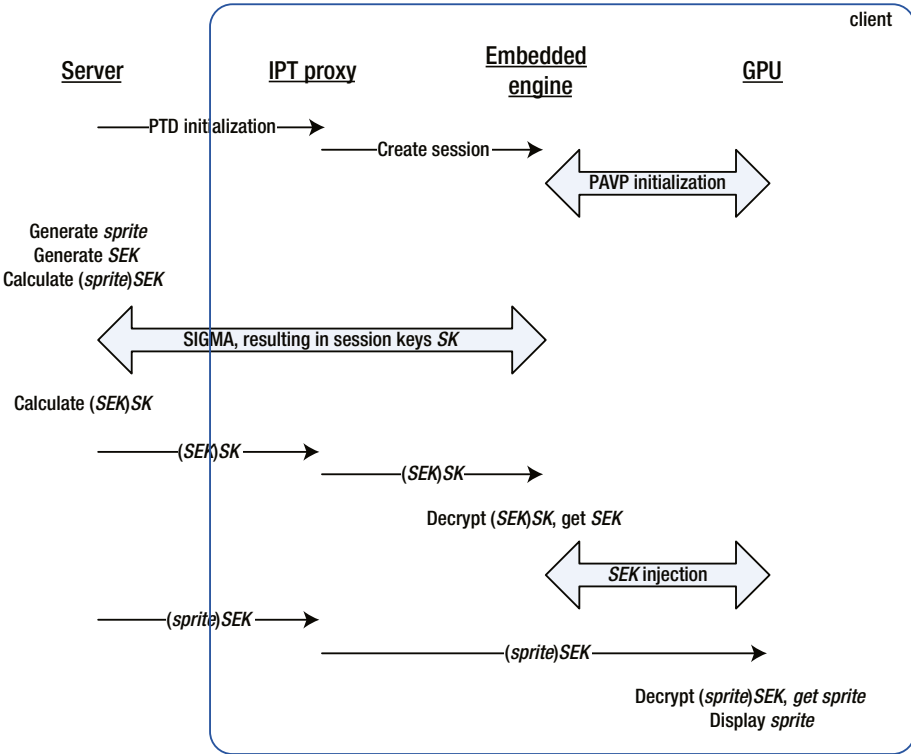 client
Server
IPT proxy
Embedded
engine
GPU
PTD initialization
Create session
PAVP initialization
Generate sprite
Generate SEK
Calculate (sprite)SEK
SIGMA, resulting in session keys SK
Calculate (SEK)SK
(SEK)SK
(SEK)SK
Decrypt (SEK)SK, get SEK
SEK injection
(sprite)SEK
(sprite)SEK
Decrypt (sprite)SEK, get sprite
Display sprite